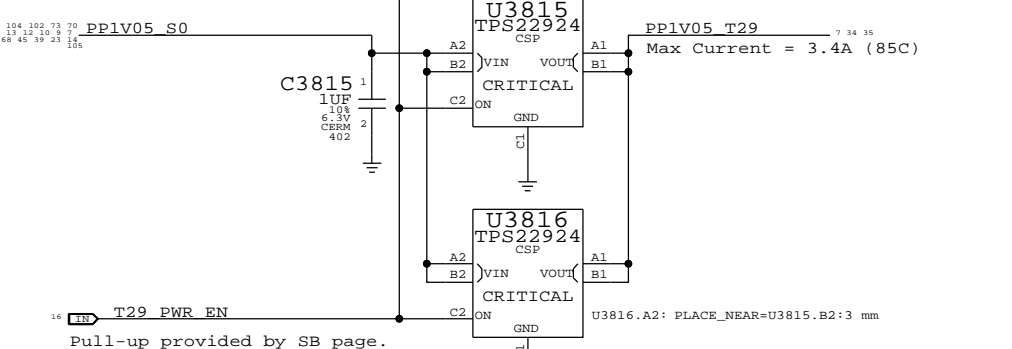 104 102 73 70
13 12 10 9 7
68 45 39 23 14
105
PP1V05_S0
U3815
TPS22924
CSP
A2
B2
VIN
VOUT
A1
B1
CRITICAL
C2
ON
GND
C1
PP1V05_T29
7 34 35
Max Current = 3.4A (85C)
C3815
1
1UF
10%
6.3V
CERM
402
2
U3816
TPS22924
CSP
A2
B2
VIN
VOUT
A1
B1
CRITICAL
C2
ON
GND
16
IN
T29_PWR_EN
Pull-up provided by SB page.
U3816.A2: PLACE_NEAR=U3815.B2:3 mm